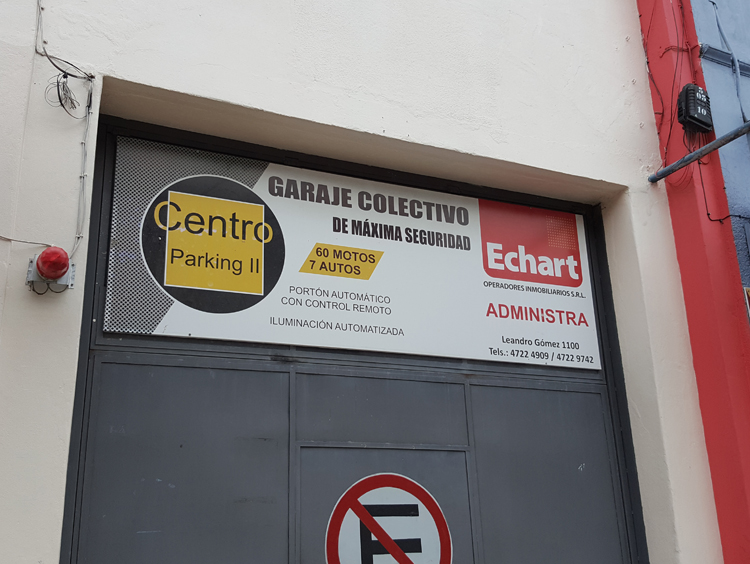 Centro
Parking II
GARAJE COLECTIVO
DE MÁXIMA SEGURIDAD
60 MOTOS
7 AUTOS
PORTÓN AUTOMÁTICO
CON CONTROL REMOTO
ILUMINACIÓN AUTOMATIZADA
Echart
OPERADORES INMOBILIARIOS S.R.L.
ADMINISTRA
Leandro Gómez 1100
Tels.: 4722 4909 / 4722 9742
E